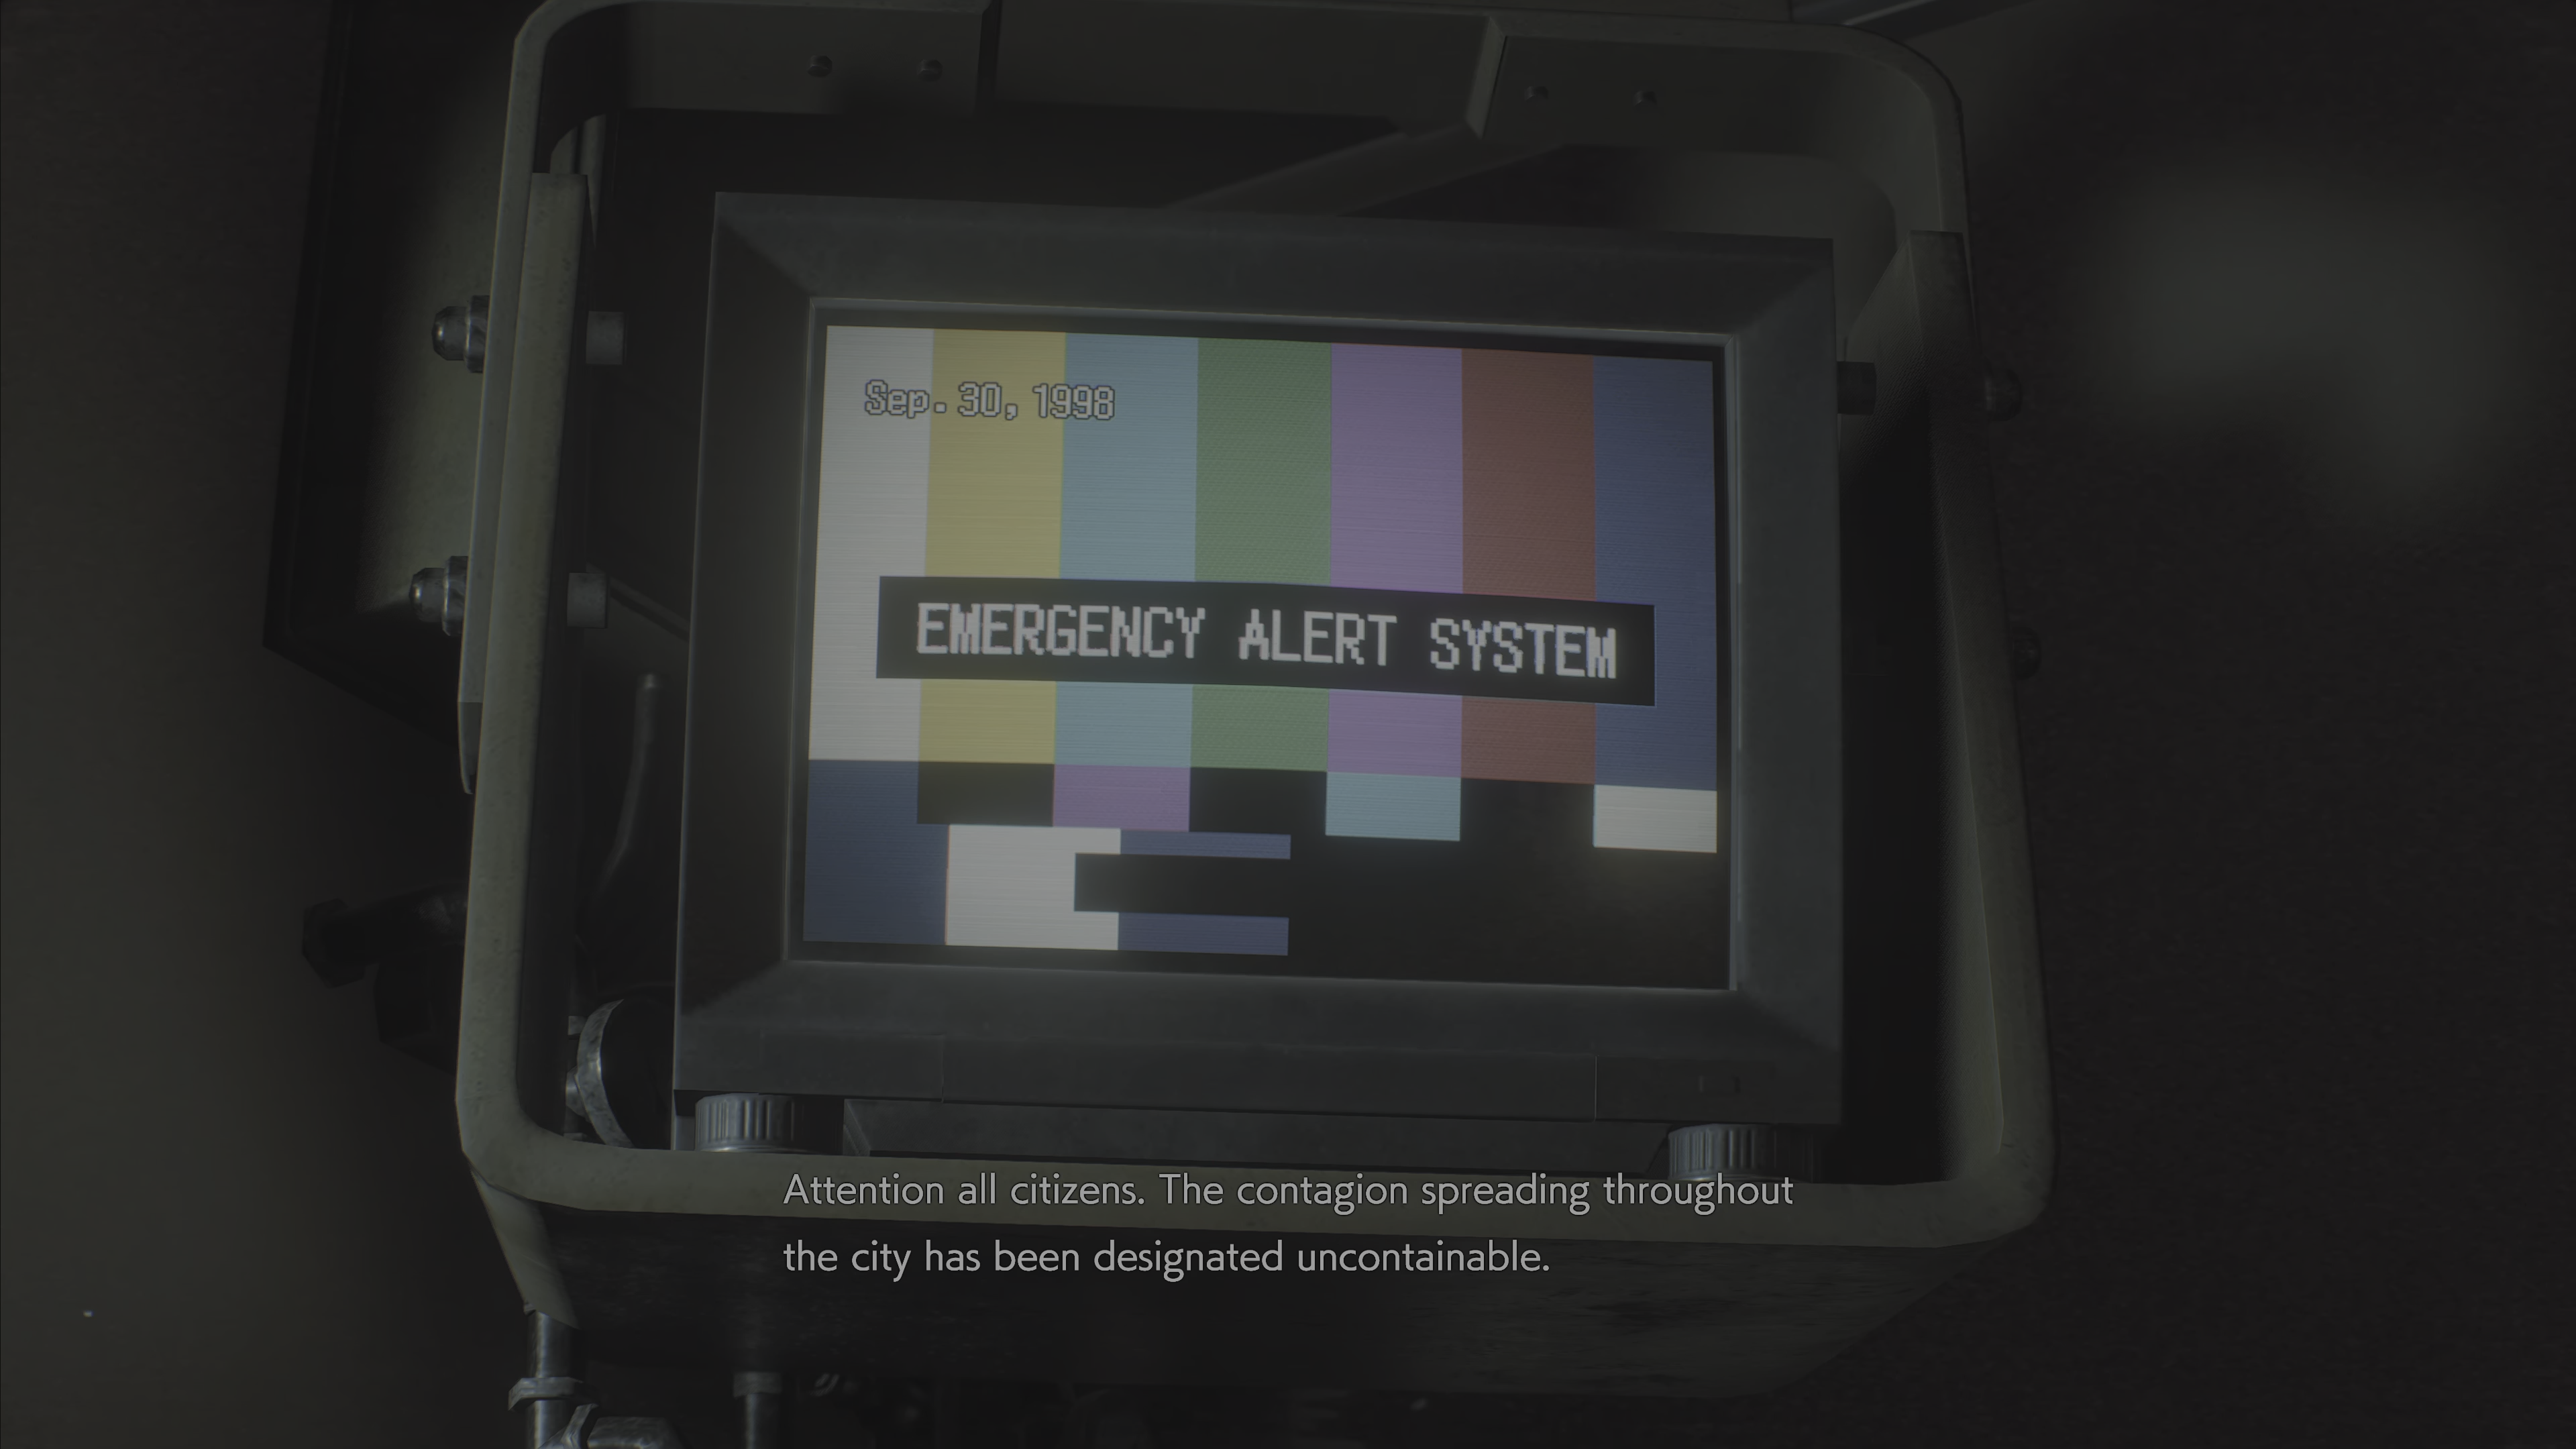 Sep. 30, 1998
EMERGENCY ALERT SYSTEM
Attention all citizens. The contagion spreading throughout
the city has been designated uncontainable.